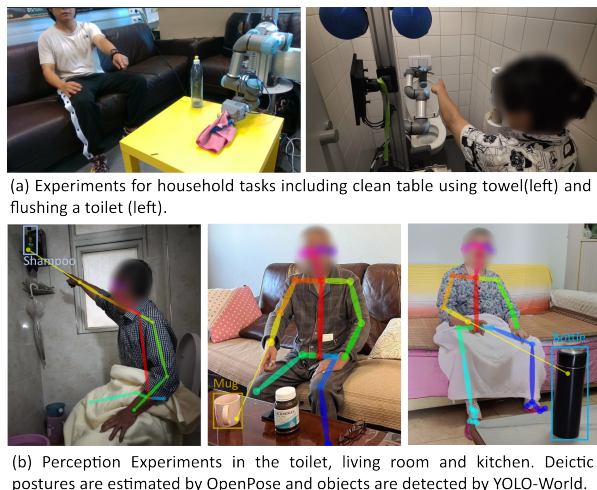 (a) Experiments for household tasks including clean table using towel(left) and
flushing a toilet (left).
Shampoo
Mug
Bottle
(b) Perception Experiments in the toilet, living room and kitchen. Deictic
postures are estimated by OpenPose and objects are detected by YOLO-World.